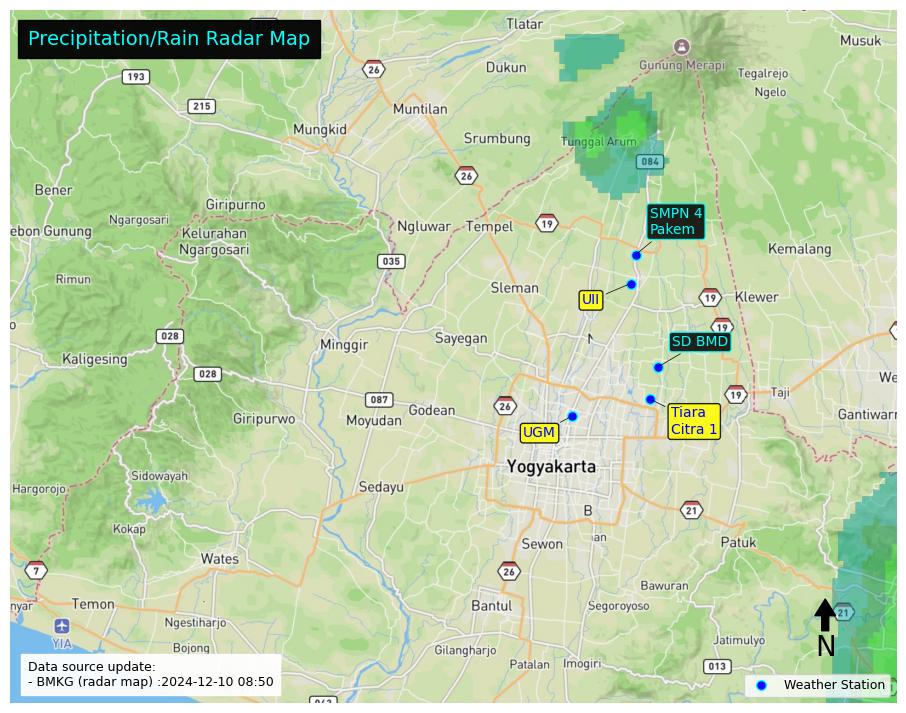 Precipitation/Rain Radar Map
Tlatar
Musuk
193
26
Dukun
Gunung Merapi
Tegalrejo
Ngelo
215
Muntilan
Mungkid
Srumbung
Tunggal Arum
084
26
Bener
Giripurno
SMPN 4
Pakem
Ngargosari
19
Ngluwar
Tempel
ebon Gunung
Kelurahan
Ngargosari
Kemalang
035
Rimun
Sleman
UII
19
Klewer
19
028
Minggir
Sayegan
N
SD BMD
Kaligesing
028
We
087
26
19
Taji
Giripurwo
Moyudan
Godean
Tiara
Citra 1
Gantiwarn
UGM
Yogyakarta
Sidowayah
Sedayu
Hargorojo
B
21
Kokap
an
Sewon
Patuk
Wates
7
26
Bawuran
nyar
Temon
Bantul
Segoroyoso
21
YIA
Ngestiharjo
N
Bojong
Gilangharjo
Jatimulyo
Patalan
Imogiri
013
Data source update:
- BMKG (radar map) :2024-12-10 08:50
Weather Station